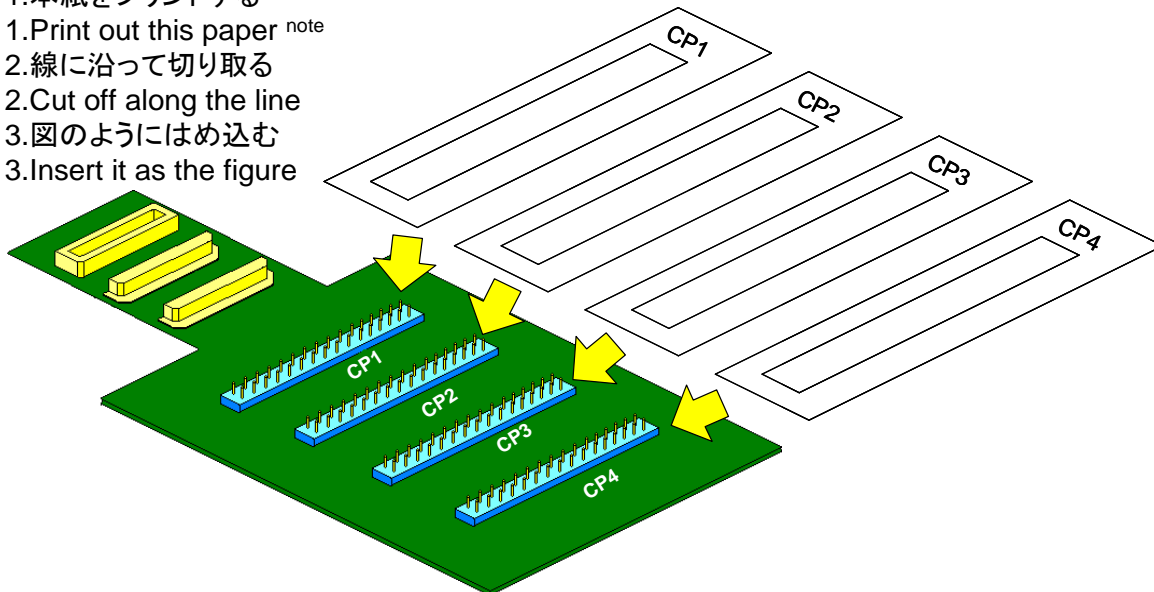 1.本紙をプリントする
1.Print out this paper note
2.線に沿って切り取る
2.Cut off along the line
3.図のようにはめ込む
3.Insert it as the figure
CP1
CP2
CP3
CP4
CP1
CP2
CP3
CP4